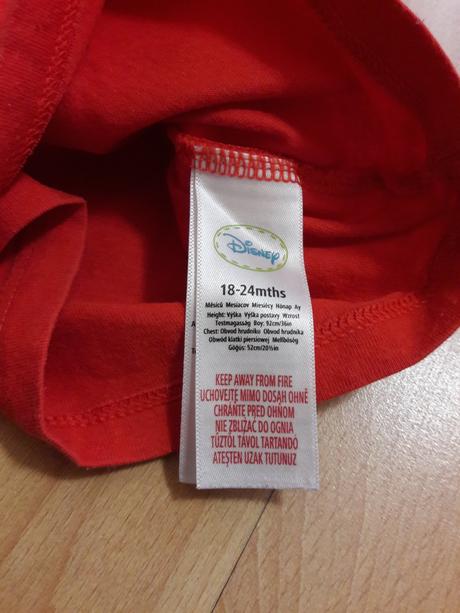 Disney
18-24mths
Měsíců Mesiacov Miesięcy Hónap Ay
Height: Výška Výška postavy Wzrost
Testmagasság Boy: 92cm/36in
Chest: Obvod hrudníku Obvod hrudníka
Obwód klatki piersiowej Mellbőség
Göğüs: 52cm/20½in
KEEP AWAY FROM FIRE
UCHOVEJTE MIMO DOSAH OHNĚ
CHRÁŇTE PRED OHŇOM
NIE ZBLIŻAĆ DO OGNIA
TŰZTŐL TÁVOL TARTANDÓ
ATEŞTEN UZAK TUTUNUZ